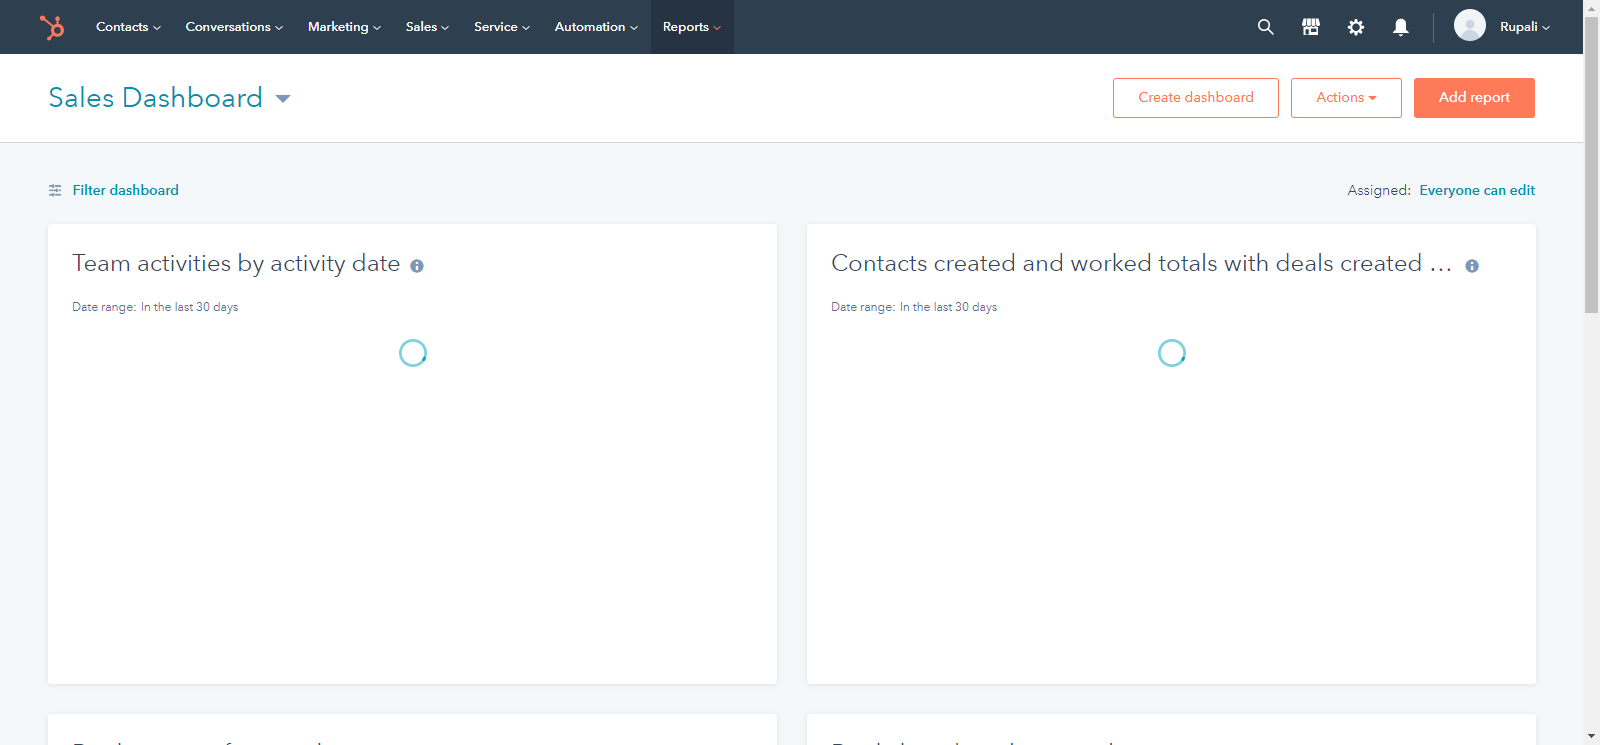 Contacts Conversations Marketing Sales Service Automation Reports Rupali
Sales Dashboard
Create dashboard Actions Add report
Filter dashboard
Assigned: Everyone can edit
Team activities by activity date
Date range: In the last 30 days
Contacts created and worked totals with deals created ...
Date range: In the last 30 days